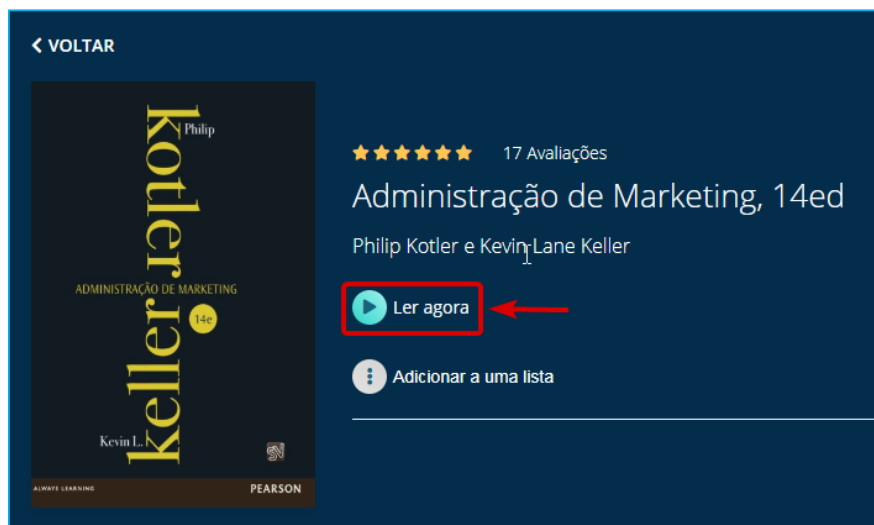 VOLTAR
Philip
kotler
ADMINISTRAÇÃO DE MARKETING
14e
keller
Kevin L.
ALWAYS LEARNING
PEARSON
17 Avaliações
Administração de Marketing, 14ed
Philip Kotler e Kevin Lane Keller
Ler agora
Adicionar a uma lista